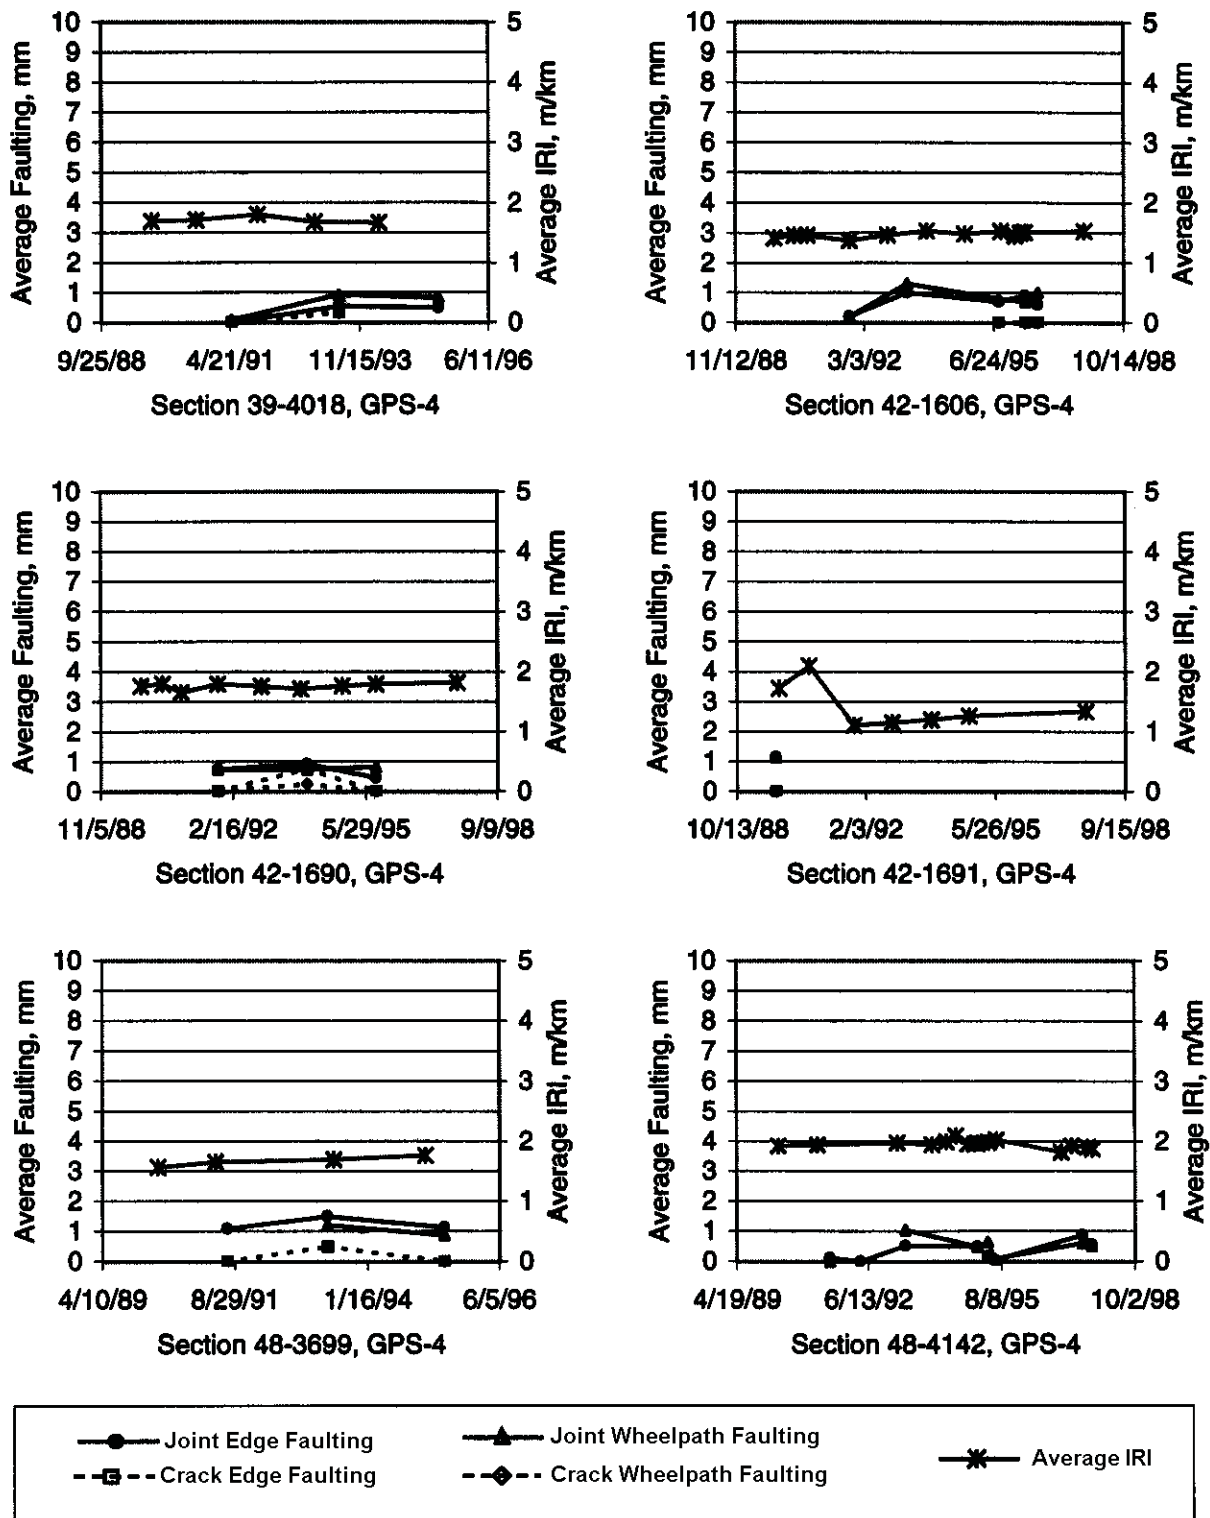 10 9 8 7 6 5 4 3 2 1 0
Average Faulting, mm
5 4 3 2 1 0
Average IRI, m/km
9/25/88 4/21/91 11/15/93 6/11/96
Section 39-4018, GPS-4
10 9 8 7 6 5 4 3 2 1 0
Average Faulting, mm
5 4 3 2 1 0
Average IRI, m/km
11/12/88 3/3/92 6/24/95 10/14/98
Section 42-1606, GPS-4
10 9 8 7 6 5 4 3 2 1 0
Average Faulting, mm
5 4 3 2 1 0
Average IRI, m/km
11/5/88 2/16/92 5/29/95 9/9/98
Section 42-1690, GPS-4
10 9 8 7 6 5 4 3 2 1 0
Average Faulting, mm
5 4 3 2 1 0
Average IRI, m/km
10/13/88 2/3/92 5/26/95 9/15/98
Section 42-1691, GPS-4
10 9 8 7 6 5 4 3 2 1 0
Average Faulting, mm
5 4 3 2 1 0
Average IRI, m/km
4/10/89 8/29/91 1/16/94 6/5/96
Section 48-3699, GPS-4
10 9 8 7 6 5 4 3 2 1 0
Average Faulting, mm
5 4 3 2 1 0
Average IRI, m/km
4/19/89 6/13/92 8/8/95 10/2/98
Section 48-4142, GPS-4
Joint Edge Faulting
Joint Wheelpath Faulting
Crack Edge Faulting
Crack Wheelpath Faulting
Average IRI